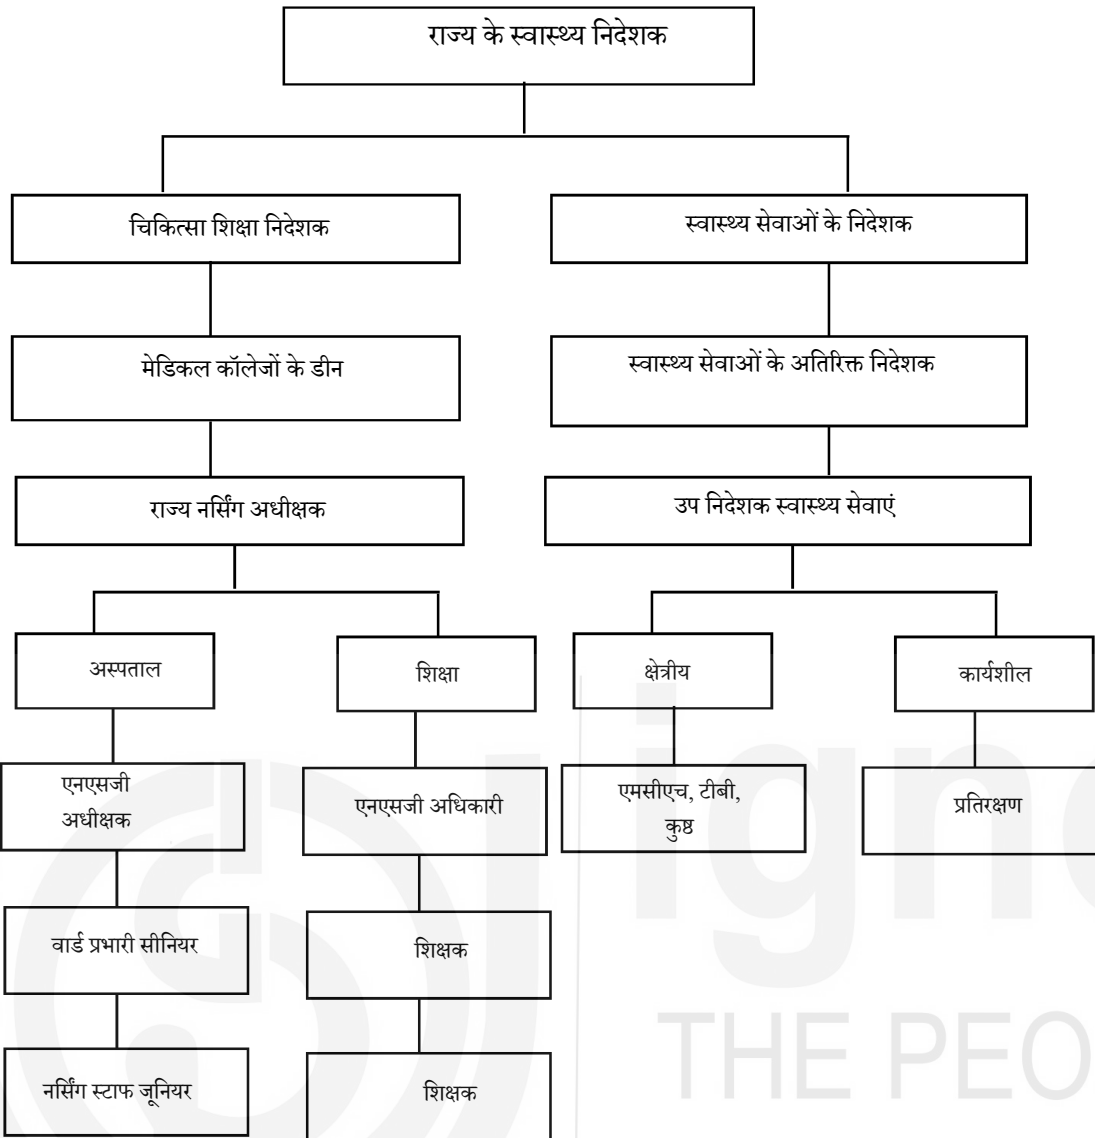 राज्य के स्वास्थ्य निदेशक
चिकित्सा शिक्षा निदेशक
स्वास्थ्य सेवाओं के निदेशक
मेडिकल कॉलेजों के डीन
स्वास्थ्य सेवाओं के अतिरिक्त निदेशक
राज्य नर्सिंग अधीक्षक
उप निदेशक स्वास्थ्य सेवाएं
अस्पताल
शिक्षा
क्षेत्रीय
कार्यशील
एनएसजी
अधीक्षक
एनएसजी अधिकारी
एमसीएच, टीबी,
कुष्ठ
प्रतिरक्षण
वार्ड प्रभारी सीनियर
शिक्षक
नर्सिंग स्टाफ जूनियर
शिक्षक
ign
THE PEO